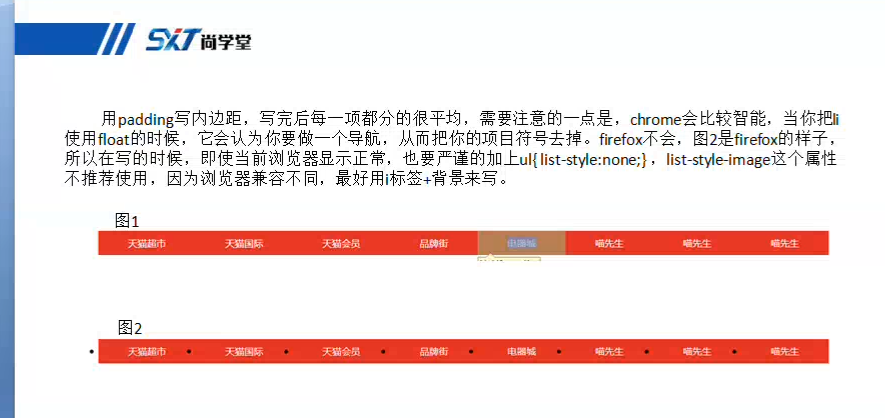 SXT尚学堂
用padding写内边距，写完后每一项都分的很平均，需要注意的一点是，chrome会比较智能，当你把li
使用float的时候，它会认为你要做一个导航，从而把你的项目符号去掉。firefox不会，图2是firefox的样子，
所以在写的时候，即使当前浏览器显示正常，也要严谨的加上ul{list-style:none;}，list-style-image这个属性
不推荐使用，因为浏览器兼容不同，最好用i标签+背景来写。
图1
天猫超市 天猫国际 天猫会员 品牌街 电器城 喵先生 喵先生 喵先生
图2
• 天猫超市 • 天猫国际 • 天猫会员 • 品牌街 • 电器城 • 喵先生 • 喵先生 • 喵先生